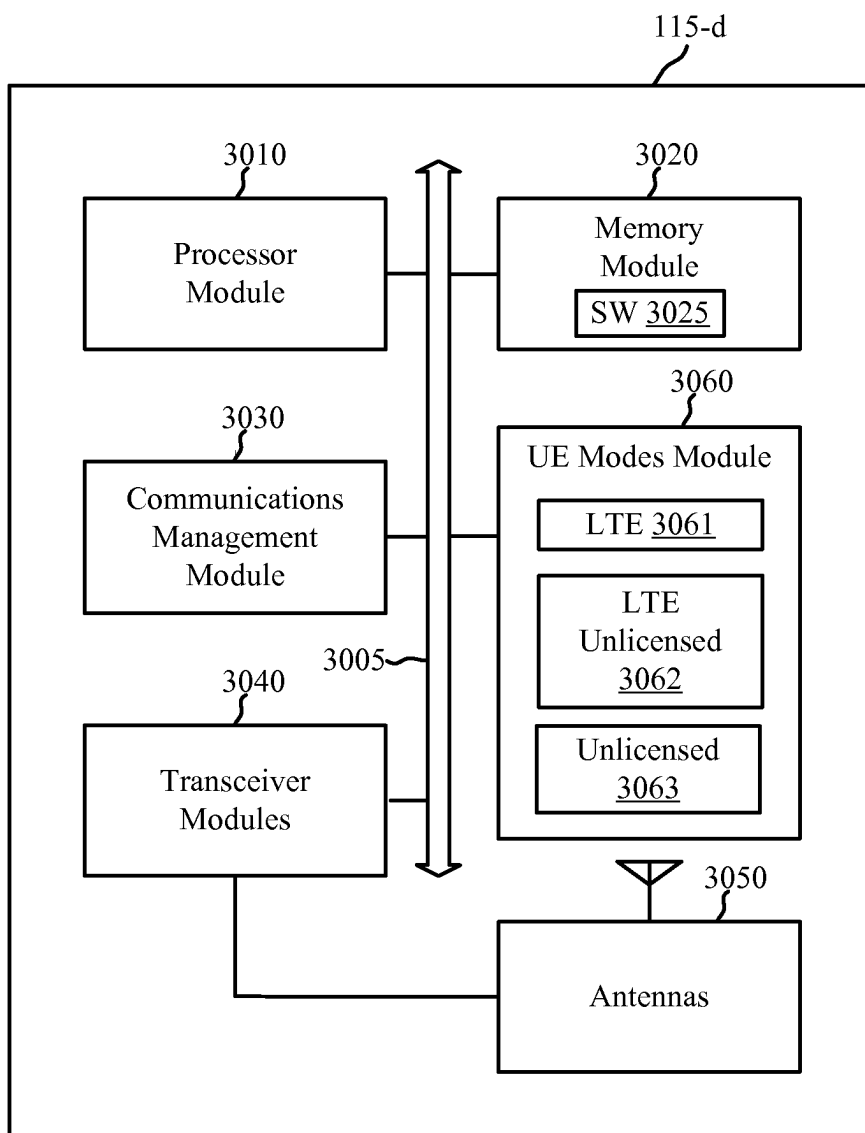 115-d
3010
Processor
Module
3020
Memory
Module
SW 3025
3030
Communications
Management
Module
3060
UE Modes Module
LTE 3061
LTE
Unlicensed
3062
Unlicensed
3063
3005
3040
Transceiver
Modules
3050
Antennas